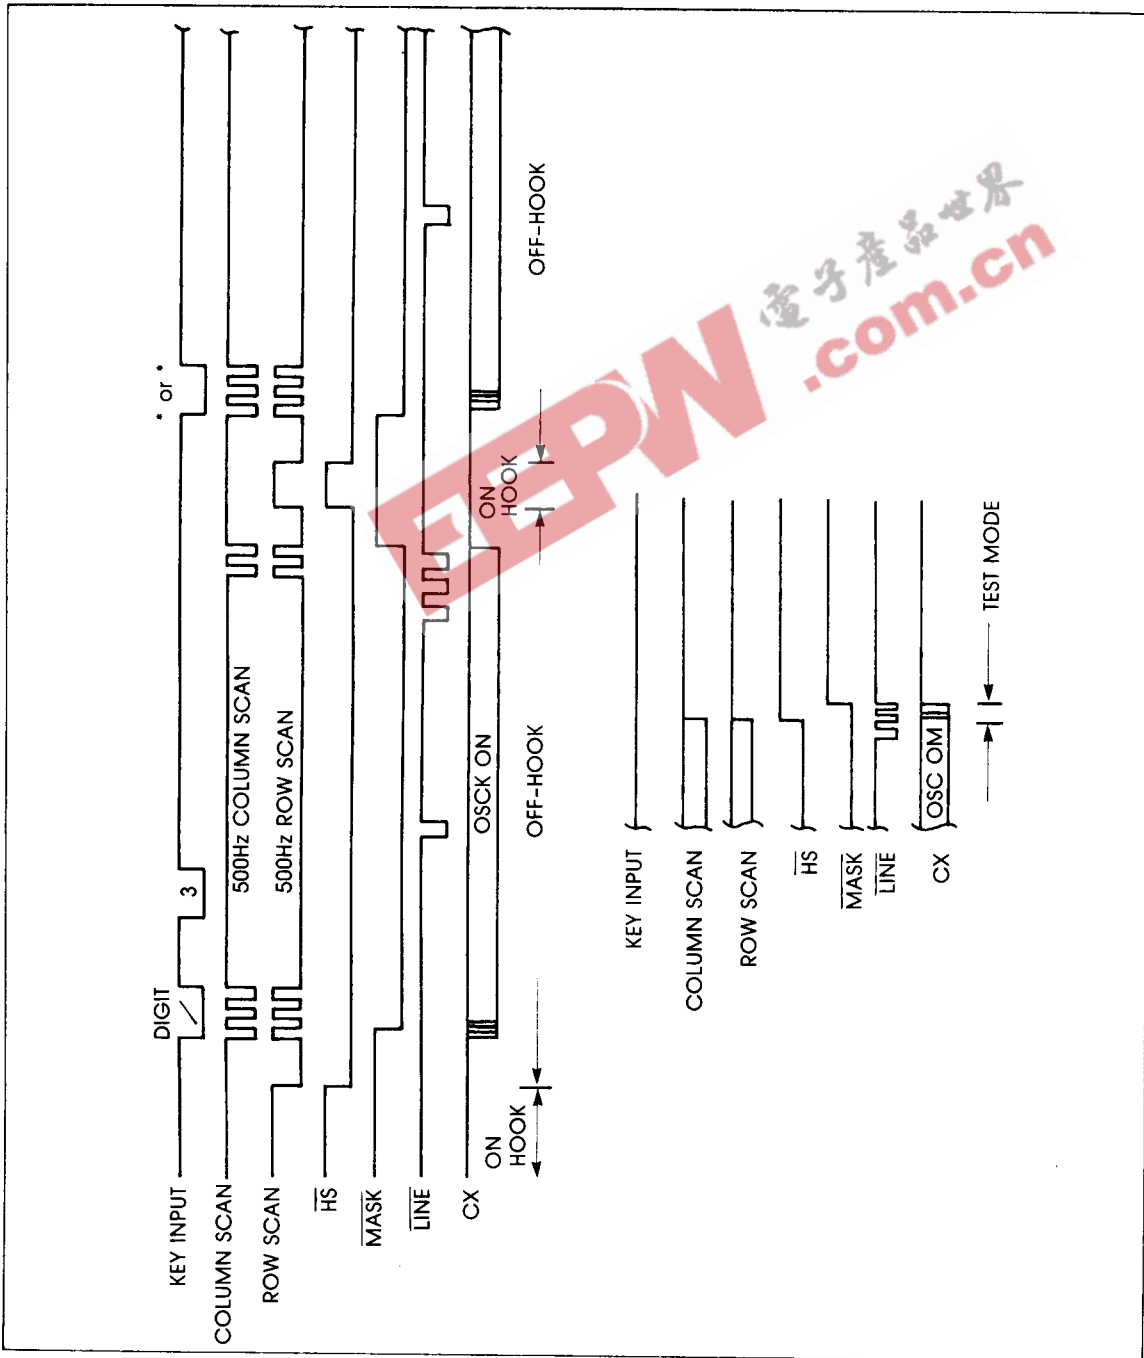 DIGIT
* or *
KEY INPUT
3
COLUMN SCAN
500Hz COLUMN SCAN
ROW SCAN
500Hz ROW SCAN
HS
MASK
LINE
CX
OSCK ON
ON
HOOK
OFF-HOOK
ON
HOOK
OFF-HOOK
KEY INPUT
COLUMN SCAN
ROW SCAN
HS
MASK
LINE
CX
OSC OM
TEST MODE
EEPW
電子產品世界
.com.cn